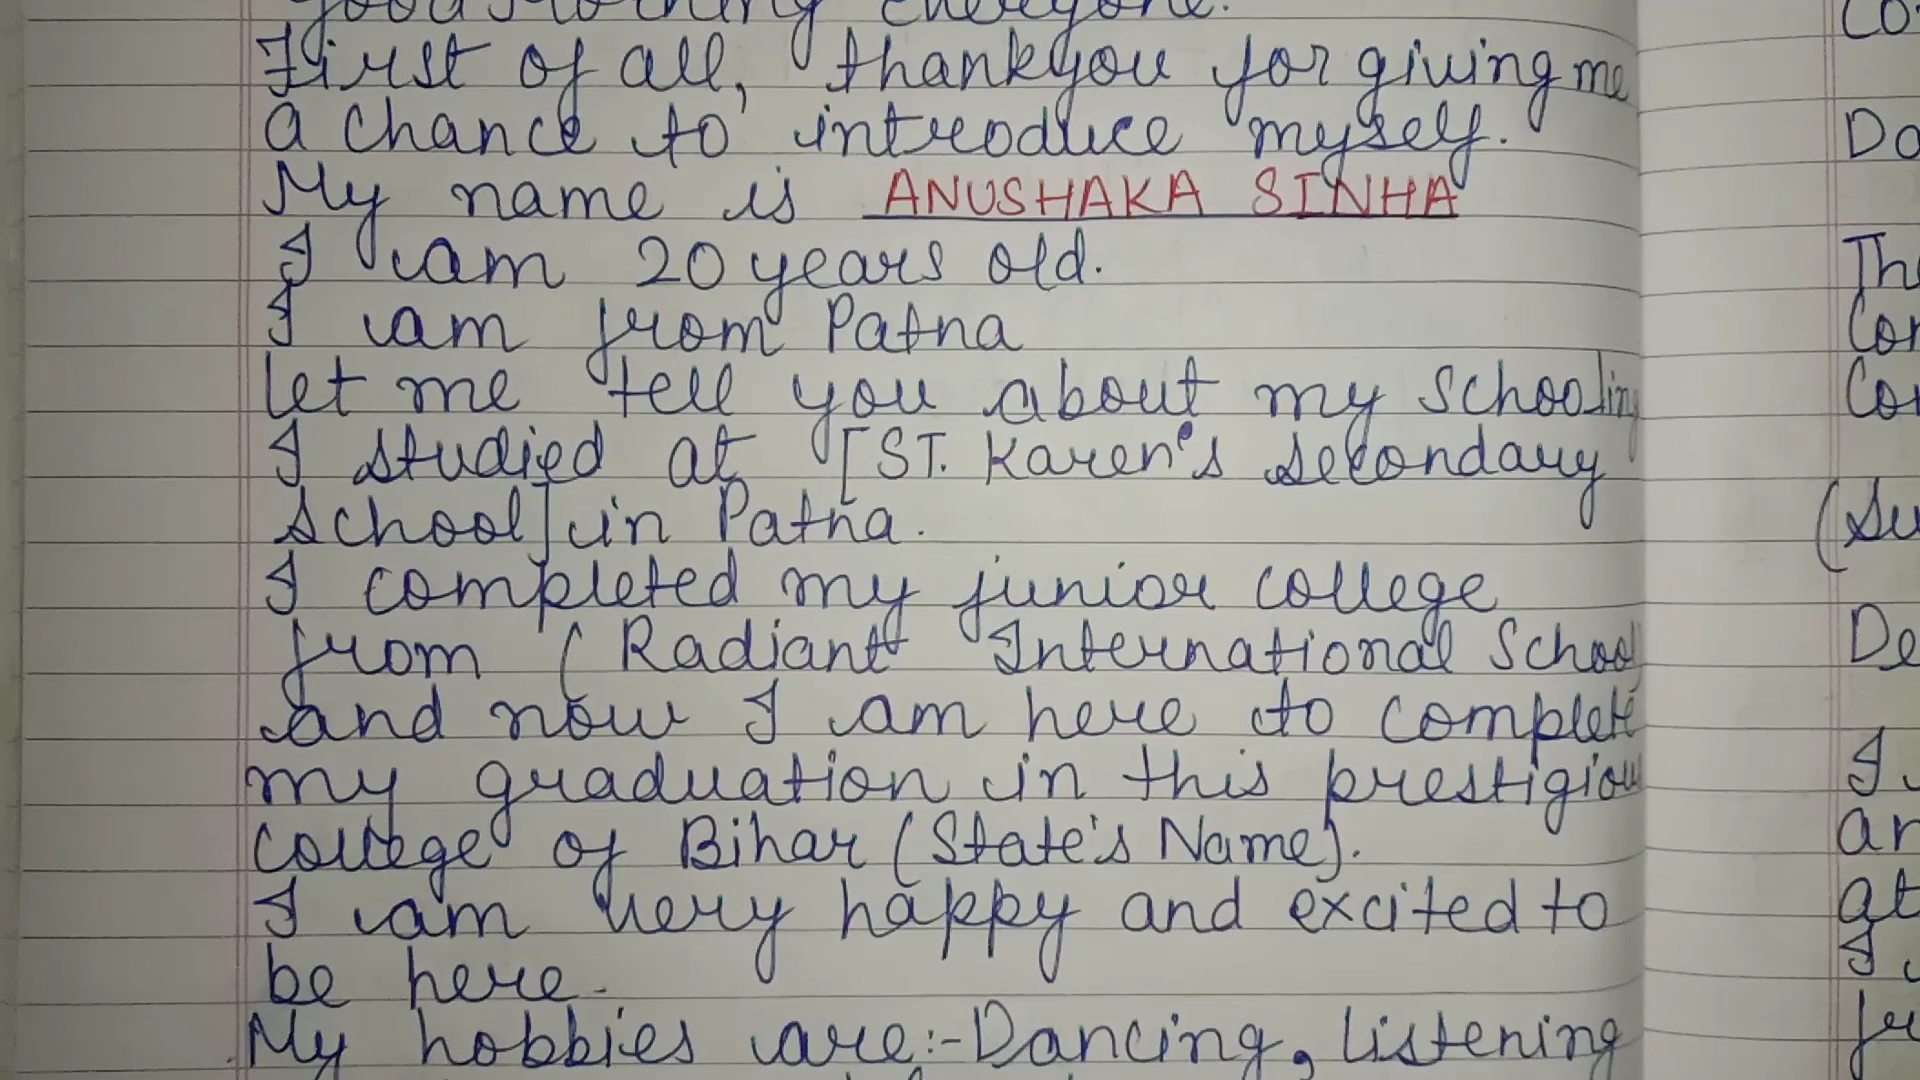 good Morning everyone.
First of all, thankyou for giving me
a chance to introduce myself.
My name is ANUSHAKA SINHA
I am 20 years old.
I am from Patna
let me tell you about my schooling
I studied at [ST. Karen's secondary
school] in Patna.
I completed my junior college
from (Radiant International School)
and now I am here to complete
my graduation in this prestigious
college of Bihar (State's Name).
I am very happy and excited to
be here.
My hobbies are:- Dancing, listening